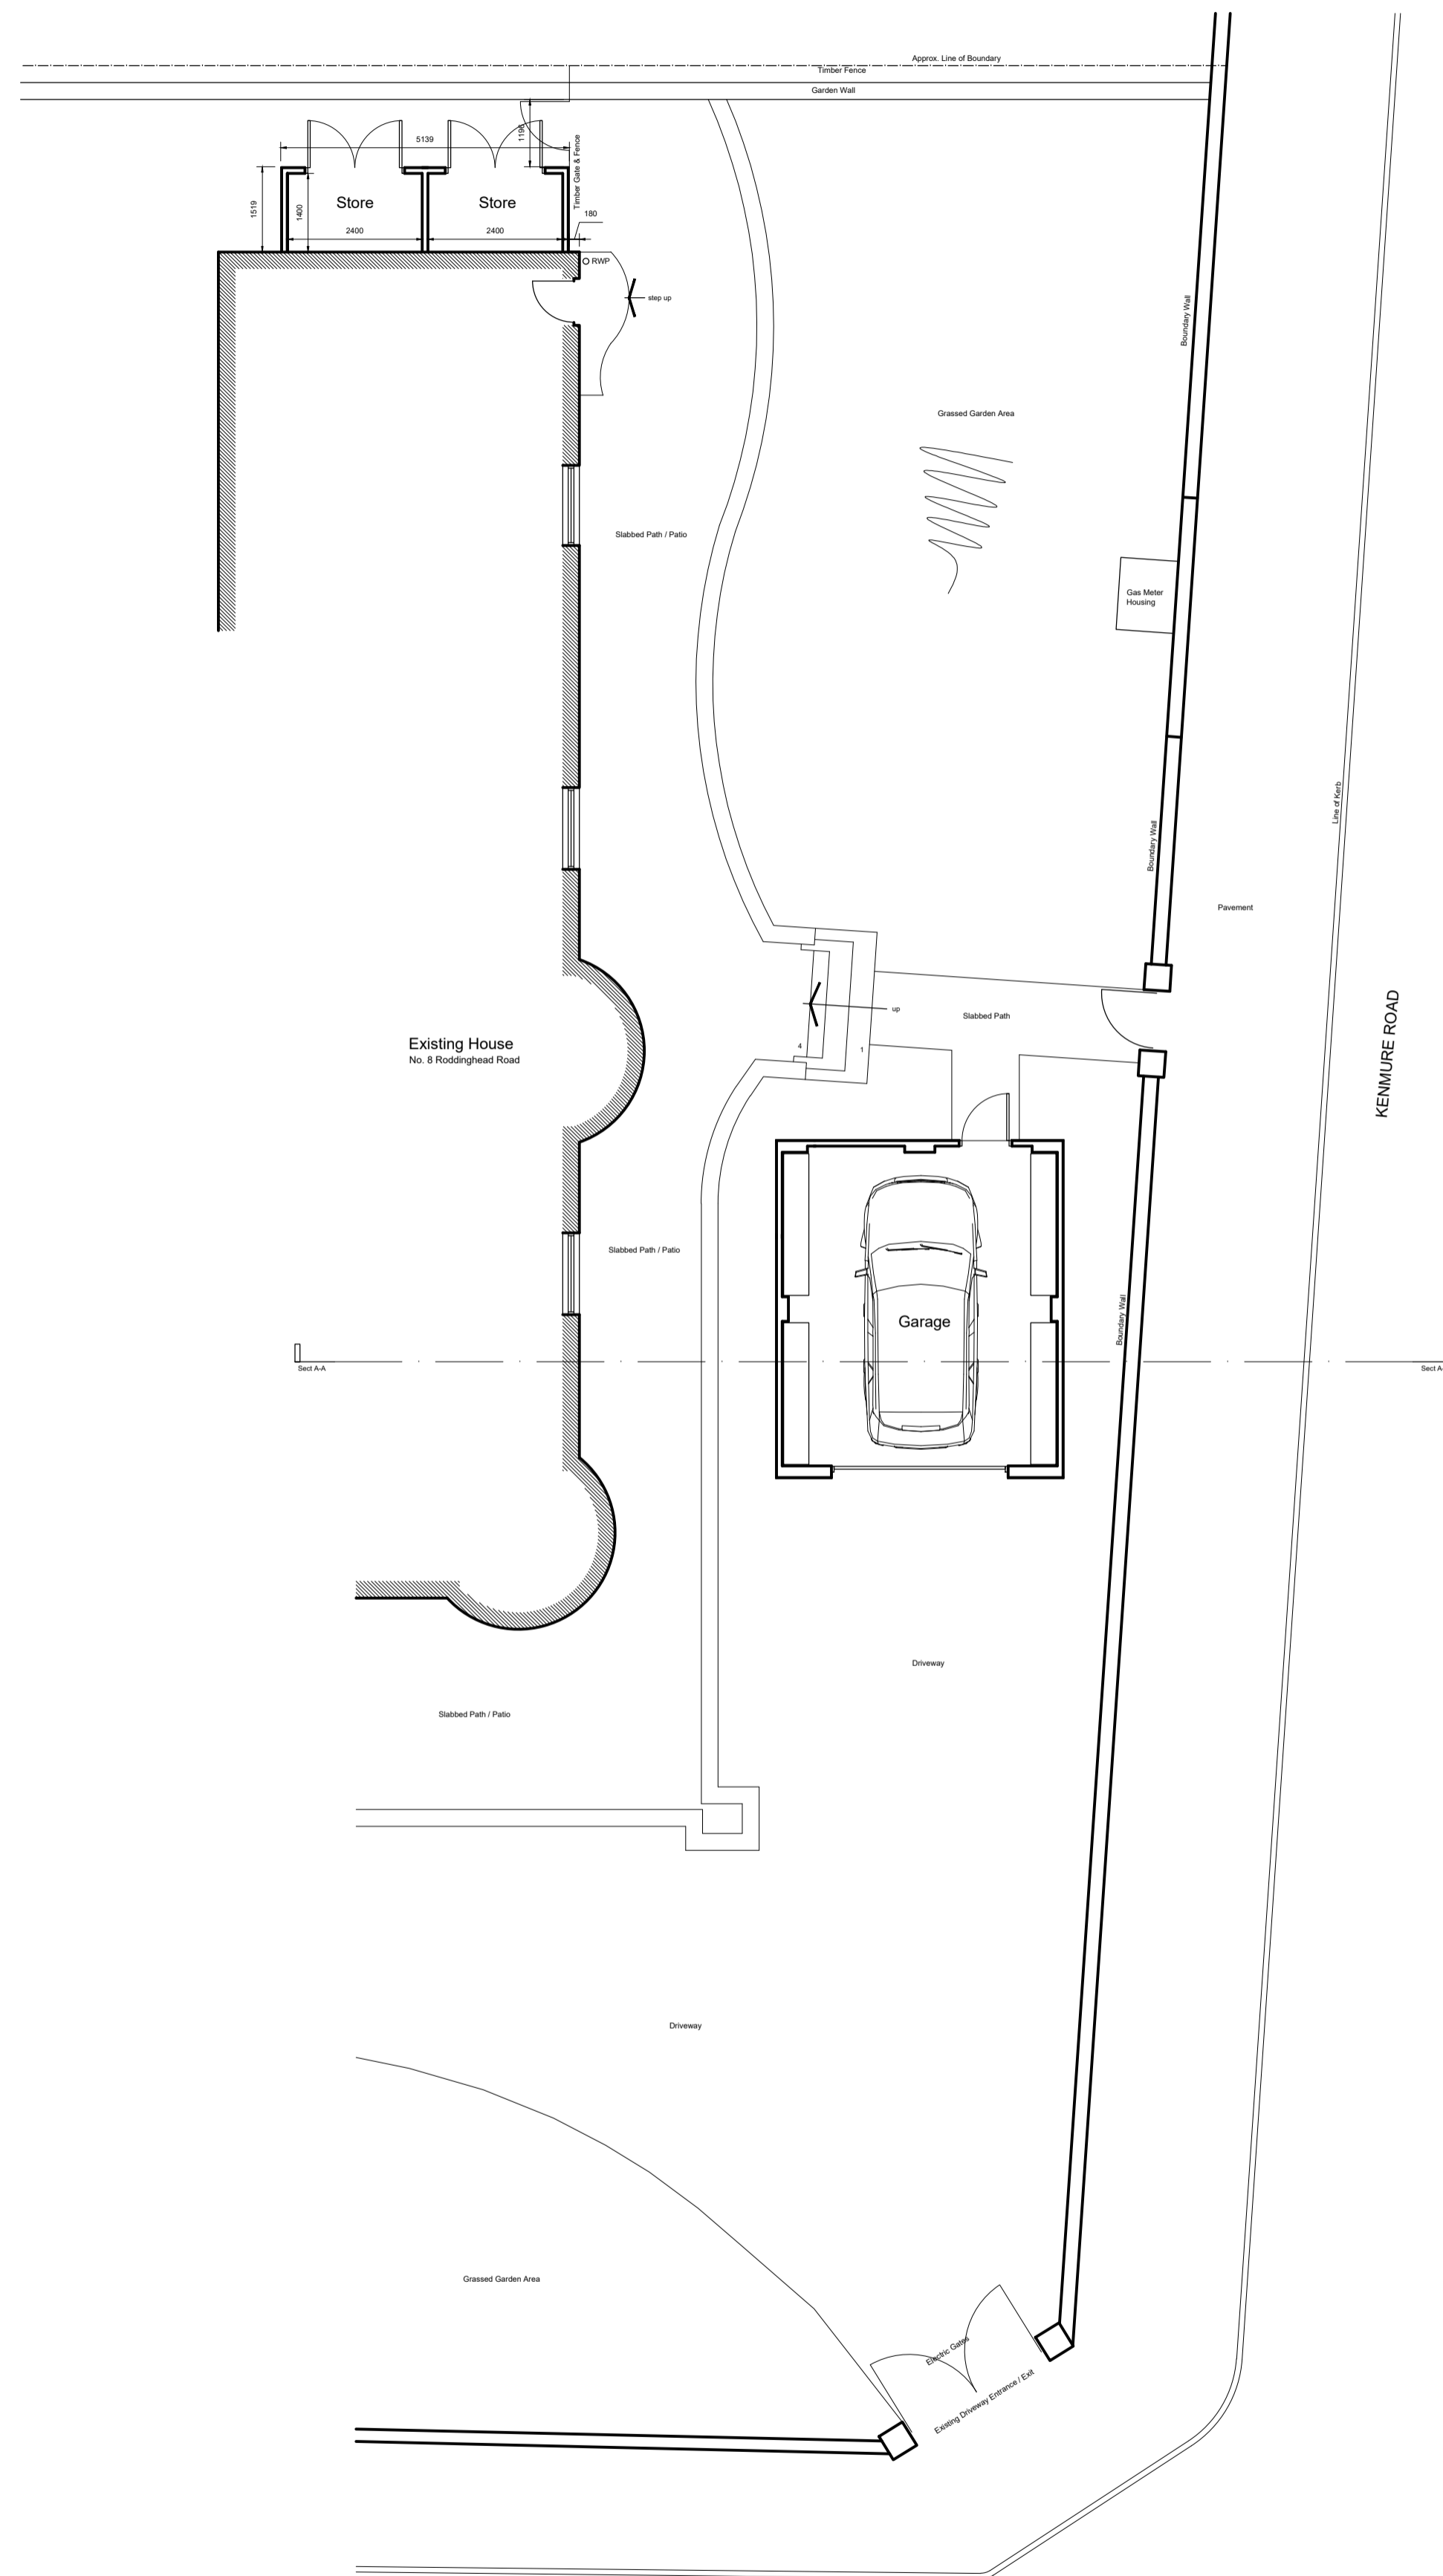 Approx. Line of Boundary
Timber Fence
Garden Wall
5139
1196
Timber Gate & Fence
1519
1400
Store
Store
2400
2400
180
RWP
step up
Boundary Wall
Grassed Garden Area
Slabbed Path / Patio
Gas Meter
Housing
Line of Kerb
Boundary Wall
Pavement
KENMURE ROAD
up
Slabbed Path
4
1
Existing House
No. 8 Roddinghead Road
Slabbed Path / Patio
Garage
Boundary Wall
Sect A-A
Sect A-
Driveway
Slabbed Path / Patio
Driveway
Grassed Garden Area
Electric Gates
Existing Driveway Entrance / Exit